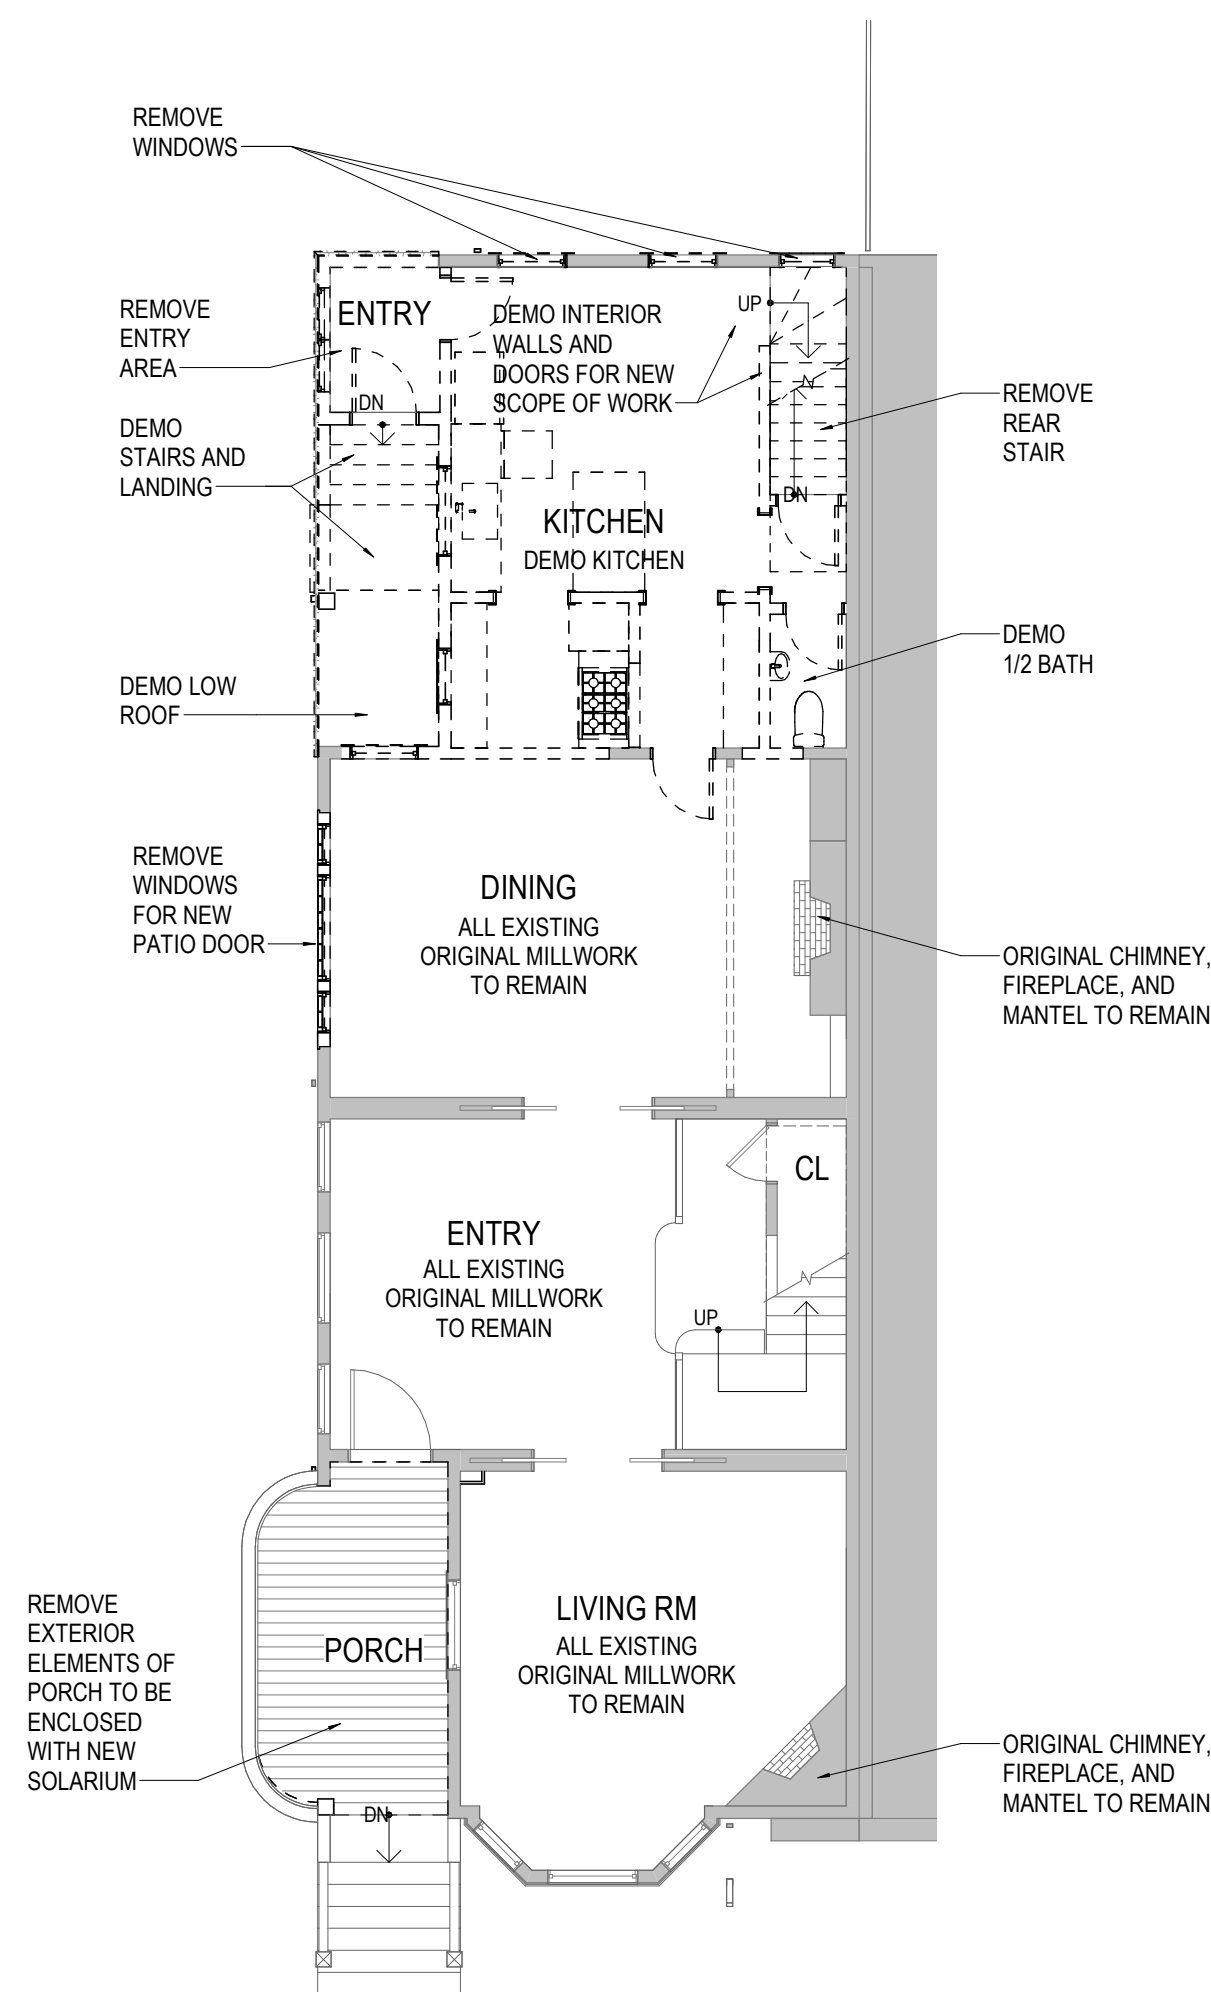 REMOVE
WINDOWS
REMOVE
ENTRY
AREA
ENTRY
DEMO INTERIOR
WALLS AND
DOORS FOR NEW
SCOPE OF WORK
UP
DN
REMOVE
REAR
STAIR
DEMO
STAIRS AND
LANDING
DN
KITCHEN
DEMO KITCHEN
DEMO
1/2 BATH
DEMO LOW
ROOF
REMOVE
WINDOWS
FOR NEW
PATIO DOOR
DINING
ALL EXISTING
ORIGINAL MILLWORK
TO REMAIN
ORIGINAL CHIMNEY,
FIREPLACE, AND
MANTEL TO REMAIN
CL
ENTRY
ALL EXISTING
ORIGINAL MILLWORK
TO REMAIN
UP
REMOVE
EXTERIOR
ELEMENTS OF
PORCH TO BE
ENCLOSED
WITH NEW
SOLARIUM
PORCH
LIVING RM
ALL EXISTING
ORIGINAL MILLWORK
TO REMAIN
ORIGINAL CHIMNEY,
FIREPLACE, AND
MANTEL TO REMAIN
DN